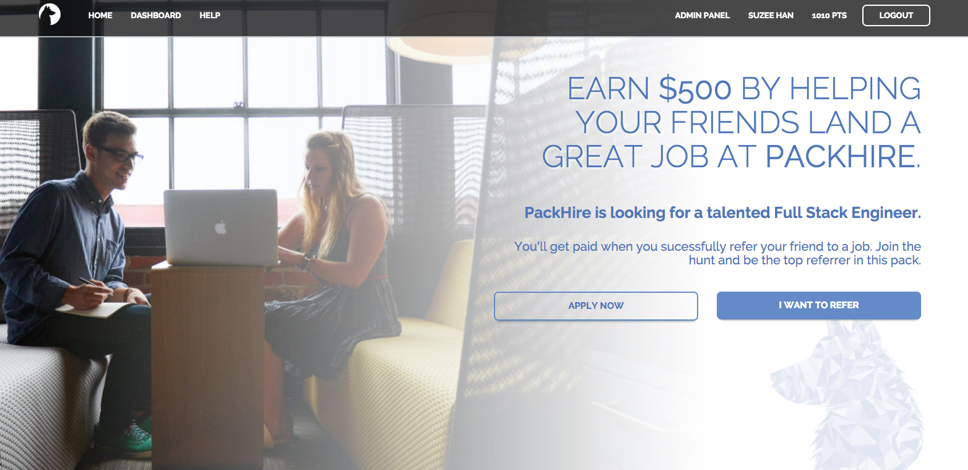 HOME DASHBOARD HELP ADMIN PANEL SUZEE HAN 1010 PTS LOGOUT
EARN $500 BY HELPING
YOUR FRIENDS LAND A
GREAT JOB AT PACKHIRE.
PackHire is looking for a talented Full Stack Engineer.
You'll get paid when you sucessfully refer your friend to a job. Join the
hunt and be the top referrer in this pack.
APPLY NOW I WANT TO REFER